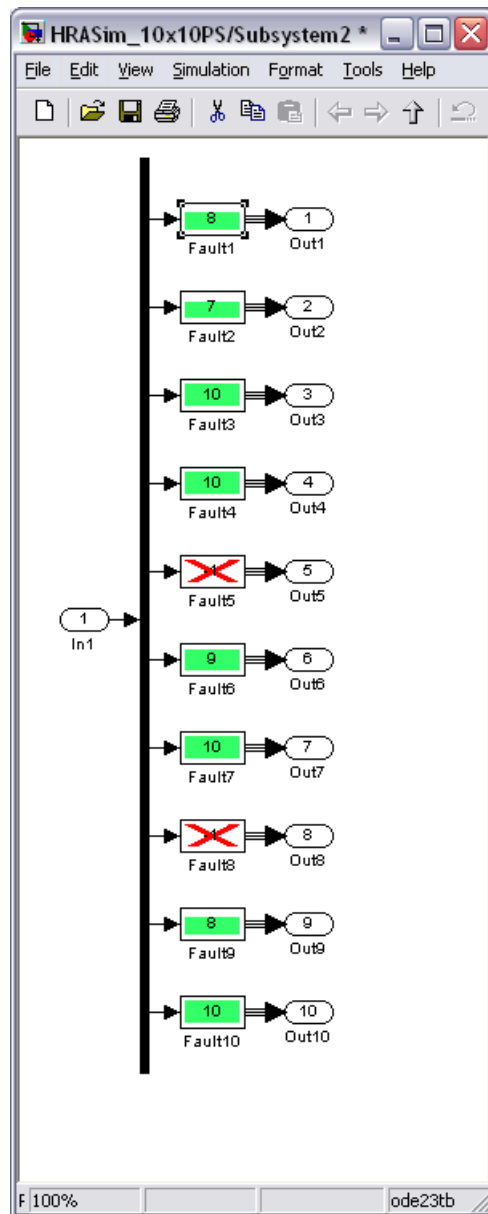 HRASim_10x10PS/Subsystem2 *
File Edit View Simulation Format Tools Help
8
1
Fault1
Out1
7
2
Fault2
Out2
10
3
Fault3
Out3
10
4
Fault4
Out4
-1
5
Fault5
Out5
1
In1
9
6
Fault6
Out6
10
7
Fault7
Out7
-1
8
Fault8
Out8
8
9
Fault9
Out9
10
10
Fault10
Out10
F 100% ode23tb